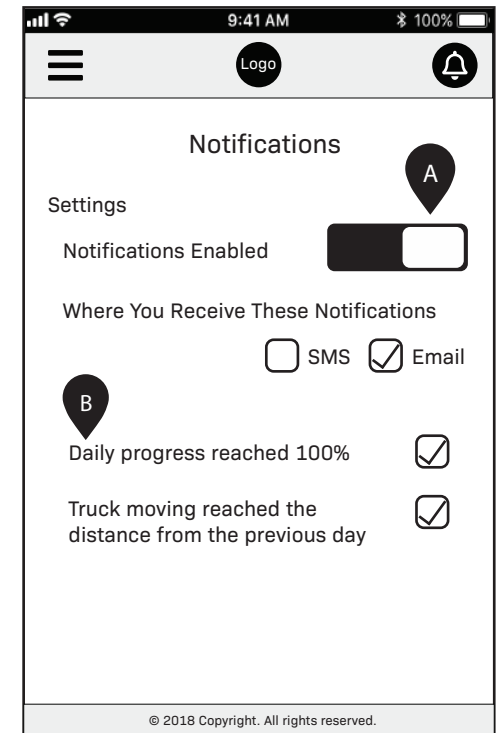 9:41 AM 100%
Logo
Notifications
A
Settings
Notifications Enabled
Where You Receive These Notifications
SMS Email
B
Daily progress reached 100%
Truck moving reached the
distance from the previous day
© 2018 Copyright. All rights reserved.